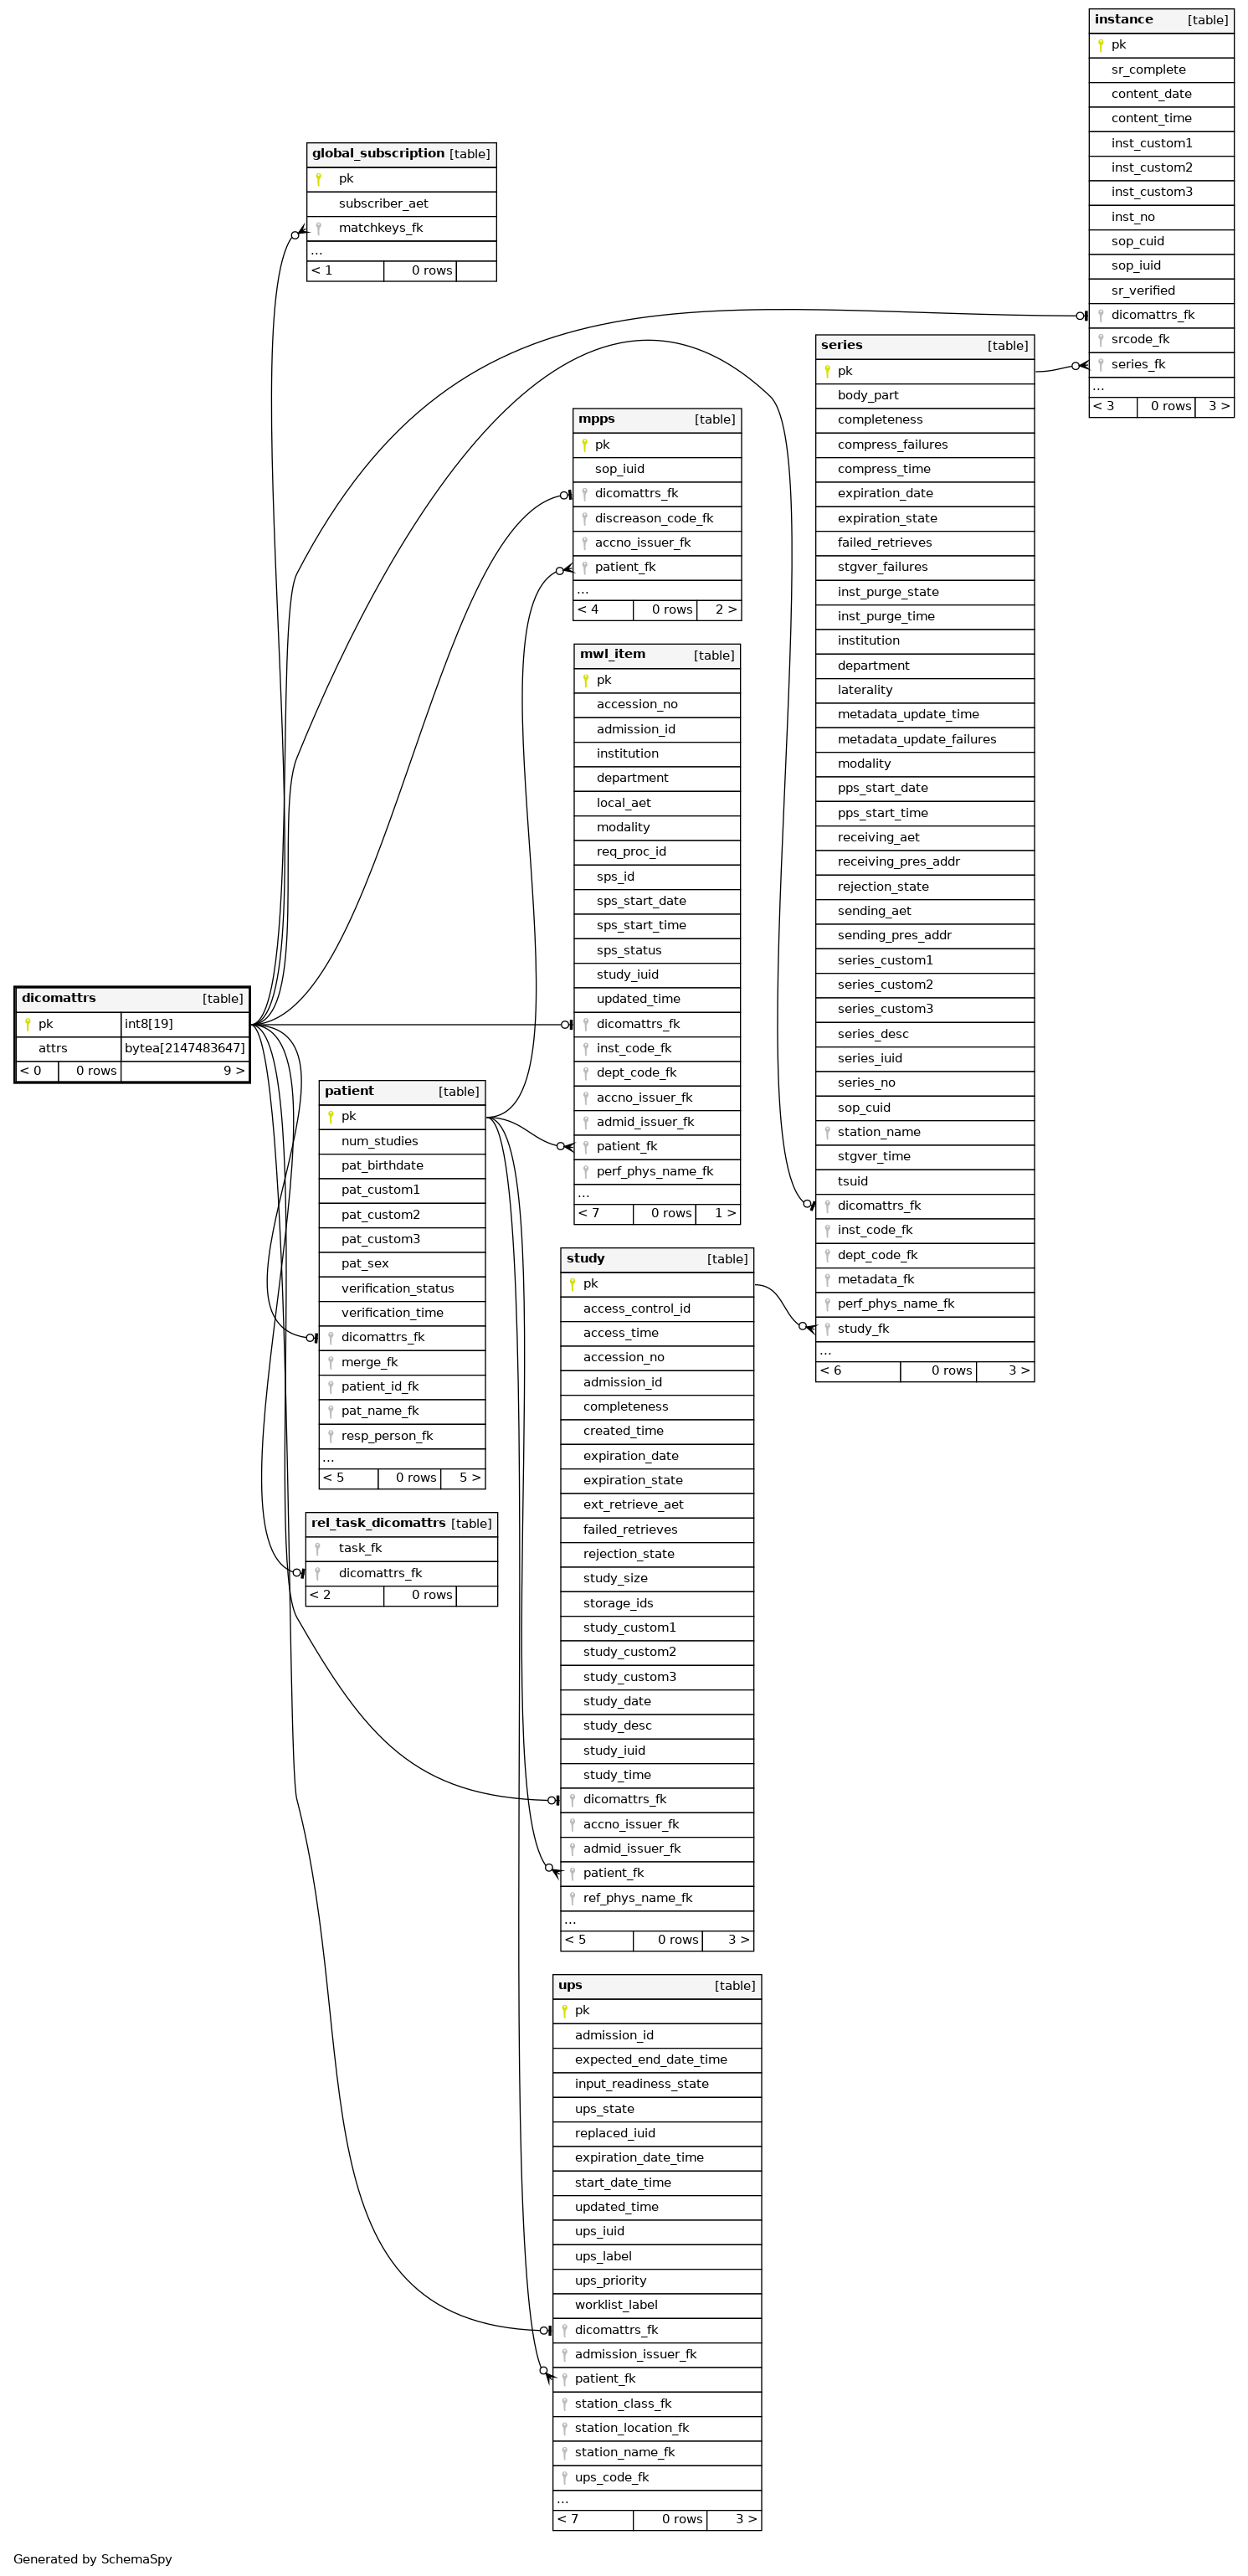 instance [table]
pk
sr_complete
content_date
content_time
inst_custom1
inst_custom2
inst_custom3
inst_no
sop_cuid
sop_iuid
sr_verified
dicomattrs_fk
srcode_fk
series_fk
...
< 3 0 rows 3 >
global_subscription [table]
pk
subscriber_aet
matchkeys_fk
...
< 1 0 rows
series [table]
pk
body_part
completeness
compress_failures
compress_time
expiration_date
expiration_state
failed_retrieves
stgver_failures
inst_purge_state
inst_purge_time
institution
department
laterality
metadata_update_time
metadata_update_failures
modality
pps_start_date
pps_start_time
receiving_aet
receiving_pres_addr
rejection_state
sending_aet
sending_pres_addr
series_custom1
series_custom2
series_custom3
series_desc
series_iuid
series_no
sop_cuid
station_name
stgver_time
tsuid
dicomattrs_fk
inst_code_fk
dept_code_fk
metadata_fk
perf_phys_name_fk
study_fk
...
< 6 0 rows 3 >
mpps [table]
pk
sop_iuid
dicomattrs_fk
discreason_code_fk
accno_issuer_fk
patient_fk
...
< 4 0 rows 2 >
mwl_item [table]
pk
accession_no
admission_id
institution
department
local_aet
modality
req_proc_id
sps_id
sps_start_date
sps_start_time
sps_status
study_iuid
updated_time
dicomattrs_fk
inst_code_fk
dept_code_fk
accno_issuer_fk
admid_issuer_fk
patient_fk
perf_phys_name_fk
...
< 7 0 rows 1 >
dicomattrs [table]
pk int8[19]
attrs bytea[2147483647]
< 0 0 rows 9 >
patient [table]
pk
num_studies
pat_birthdate
pat_custom1
pat_custom2
pat_custom3
pat_sex
verification_status
verification_time
dicomattrs_fk
merge_fk
patient_id_fk
pat_name_fk
resp_person_fk
...
< 5 0 rows 5 >
rel_task_dicomattrs [table]
task_fk
dicomattrs_fk
< 2 0 rows
study [table]
pk
access_control_id
access_time
accession_no
admission_id
completeness
created_time
expiration_date
expiration_state
ext_retrieve_aet
failed_retrieves
rejection_state
study_size
storage_ids
study_custom1
study_custom2
study_custom3
study_date
study_desc
study_iuid
study_time
dicomattrs_fk
accno_issuer_fk
admid_issuer_fk
patient_fk
ref_phys_name_fk
...
< 5 0 rows 3 >
ups [table]
pk
admission_id
expected_end_date_time
input_readiness_state
ups_state
replaced_iuid
expiration_date_time
start_date_time
updated_time
ups_iuid
ups_label
ups_priority
worklist_label
dicomattrs_fk
admission_issuer_fk
patient_fk
station_class_fk
station_location_fk
station_name_fk
ups_code_fk
...
< 7 0 rows 3 >
Generated by SchemaSpy